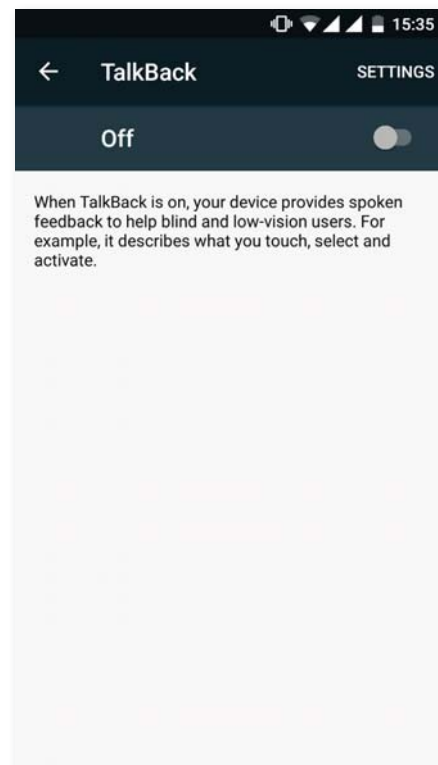 15:35
TalkBack
SETTINGS
Off
When TalkBack is on, your device provides spoken
feedback to help blind and low-vision users. For
example, it describes what you touch, select and
activate.